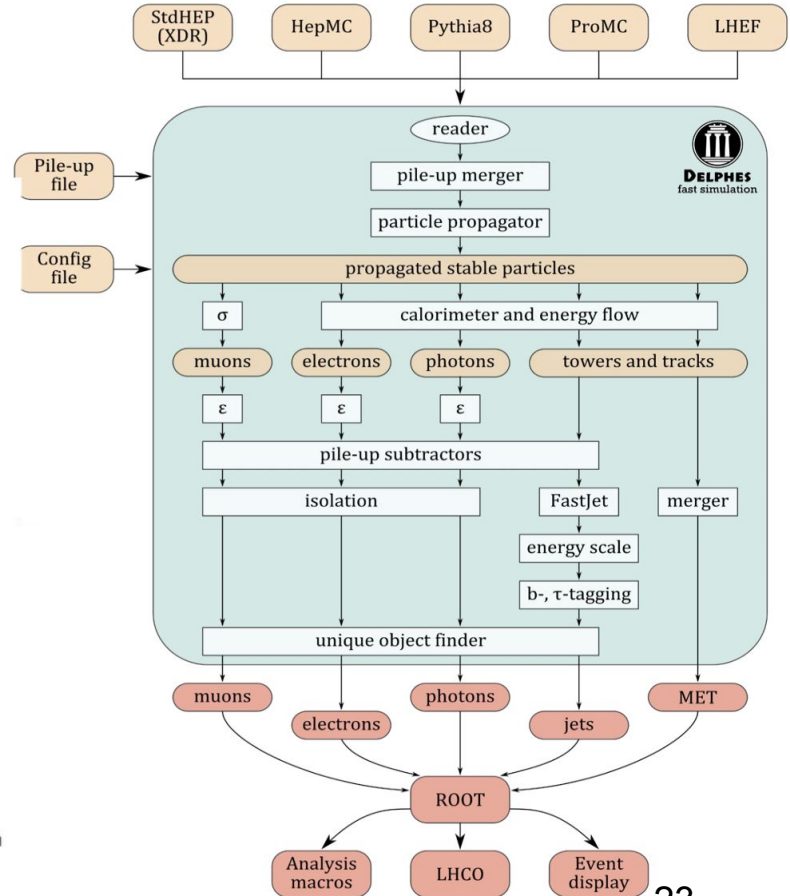 StdHEP
(XDR)
HepMC
Pythia8
ProMC
LHEF
reader
DELPHES
fast simulation
Pile-up
file
pile-up merger
particle propagator
Config
file
propagated stable particles
σ
calorimeter and energy flow
muons
electrons
photons
towers and tracks
ε
ε
ε
pile-up subtractors
isolation
FastJet
merger
energy scale
b-, τ-tagging
unique object finder
muons
electrons
photons
jets
MET
ROOT
Analysis
macros
LHCO
Event
display